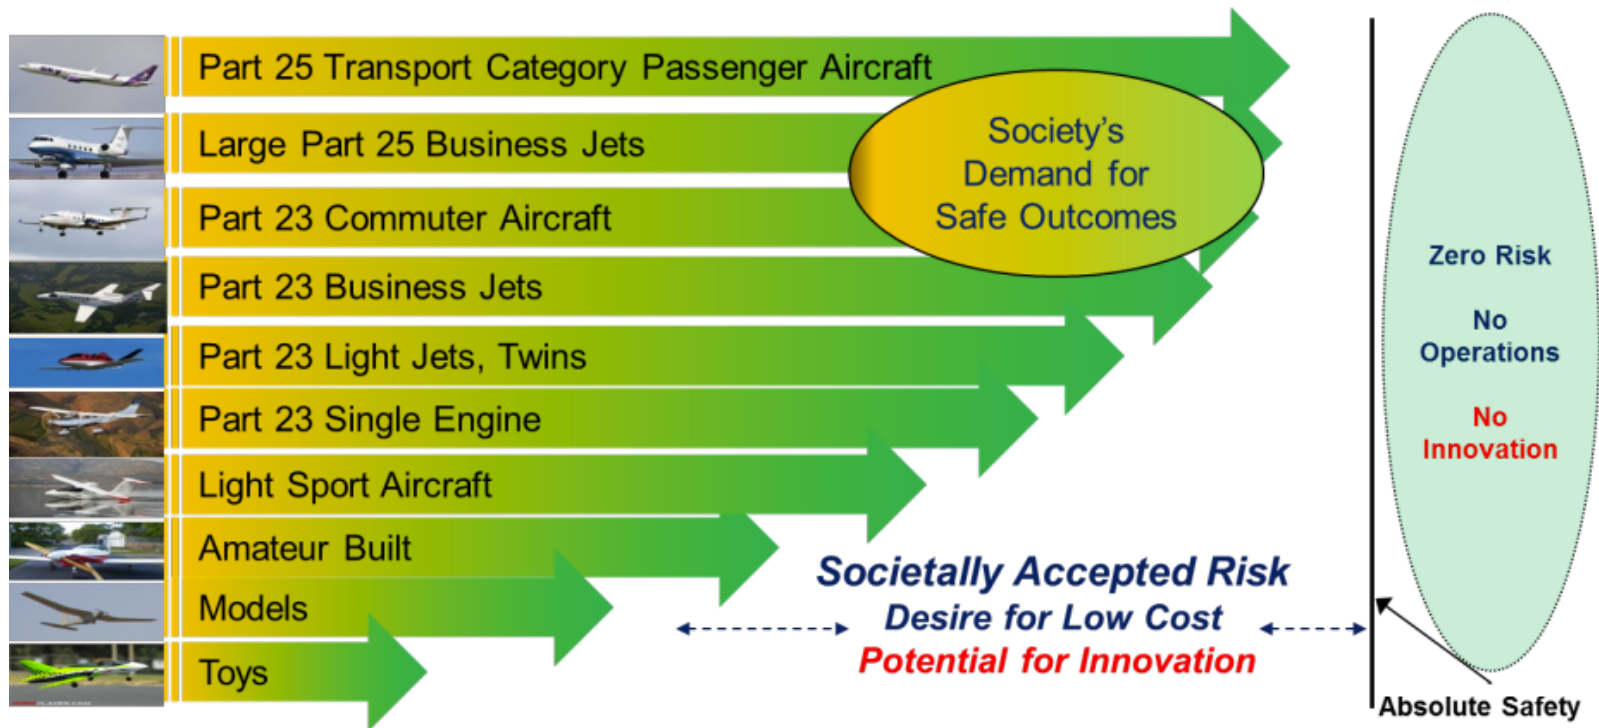 Part 25 Transport Category Passenger Aircraft
Large Part 25 Business Jets
Part 23 Commuter Aircraft
Part 23 Business Jets
Part 23 Light Jets, Twins
Part 23 Single Engine
Light Sport Aircraft
Amateur Built
Models
Toys
Society’s
Demand for
Safe Outcomes
Societally Accepted Risk
Desire for Low Cost
Potential for Innovation
Zero Risk
No
Operations
No
Innovation
Absolute Safety